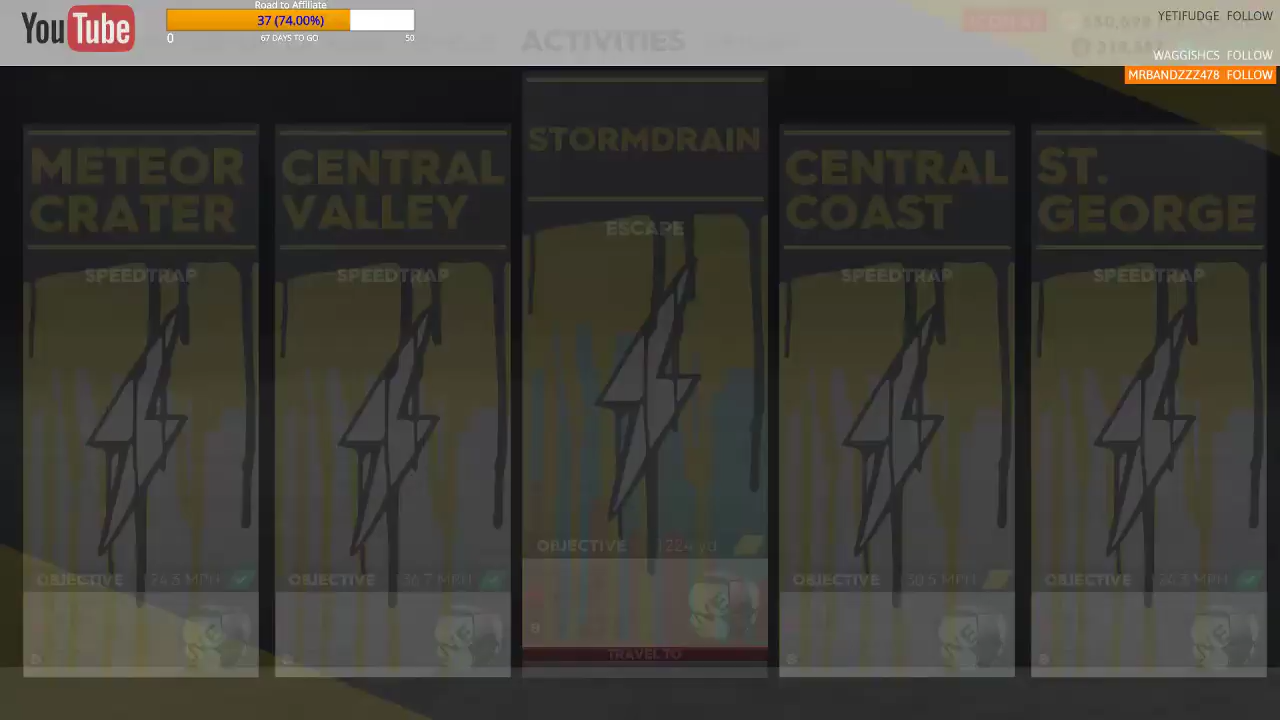 YouTube
Road to Affiliate
37 (74.00%)
0
67 DAYS TO GO
50
ACTIVITIES
YETIFUDGE FOLLOW
WAGGISHCS FOLLOW
MRBANDZZZ478 FOLLOW
METEOR
CRATER
SPEEDTRAP
OBJECTIVE
CENTRAL
VALLEY
SPEEDTRAP
OBJECTIVE
STORMDRAIN
ESCAPE
OBJECTIVE
TRAVEL TO
CENTRAL
COAST
SPEEDTRAP
OBJECTIVE
ST.
GEORGE
SPEEDTRAP
OBJECTIVE